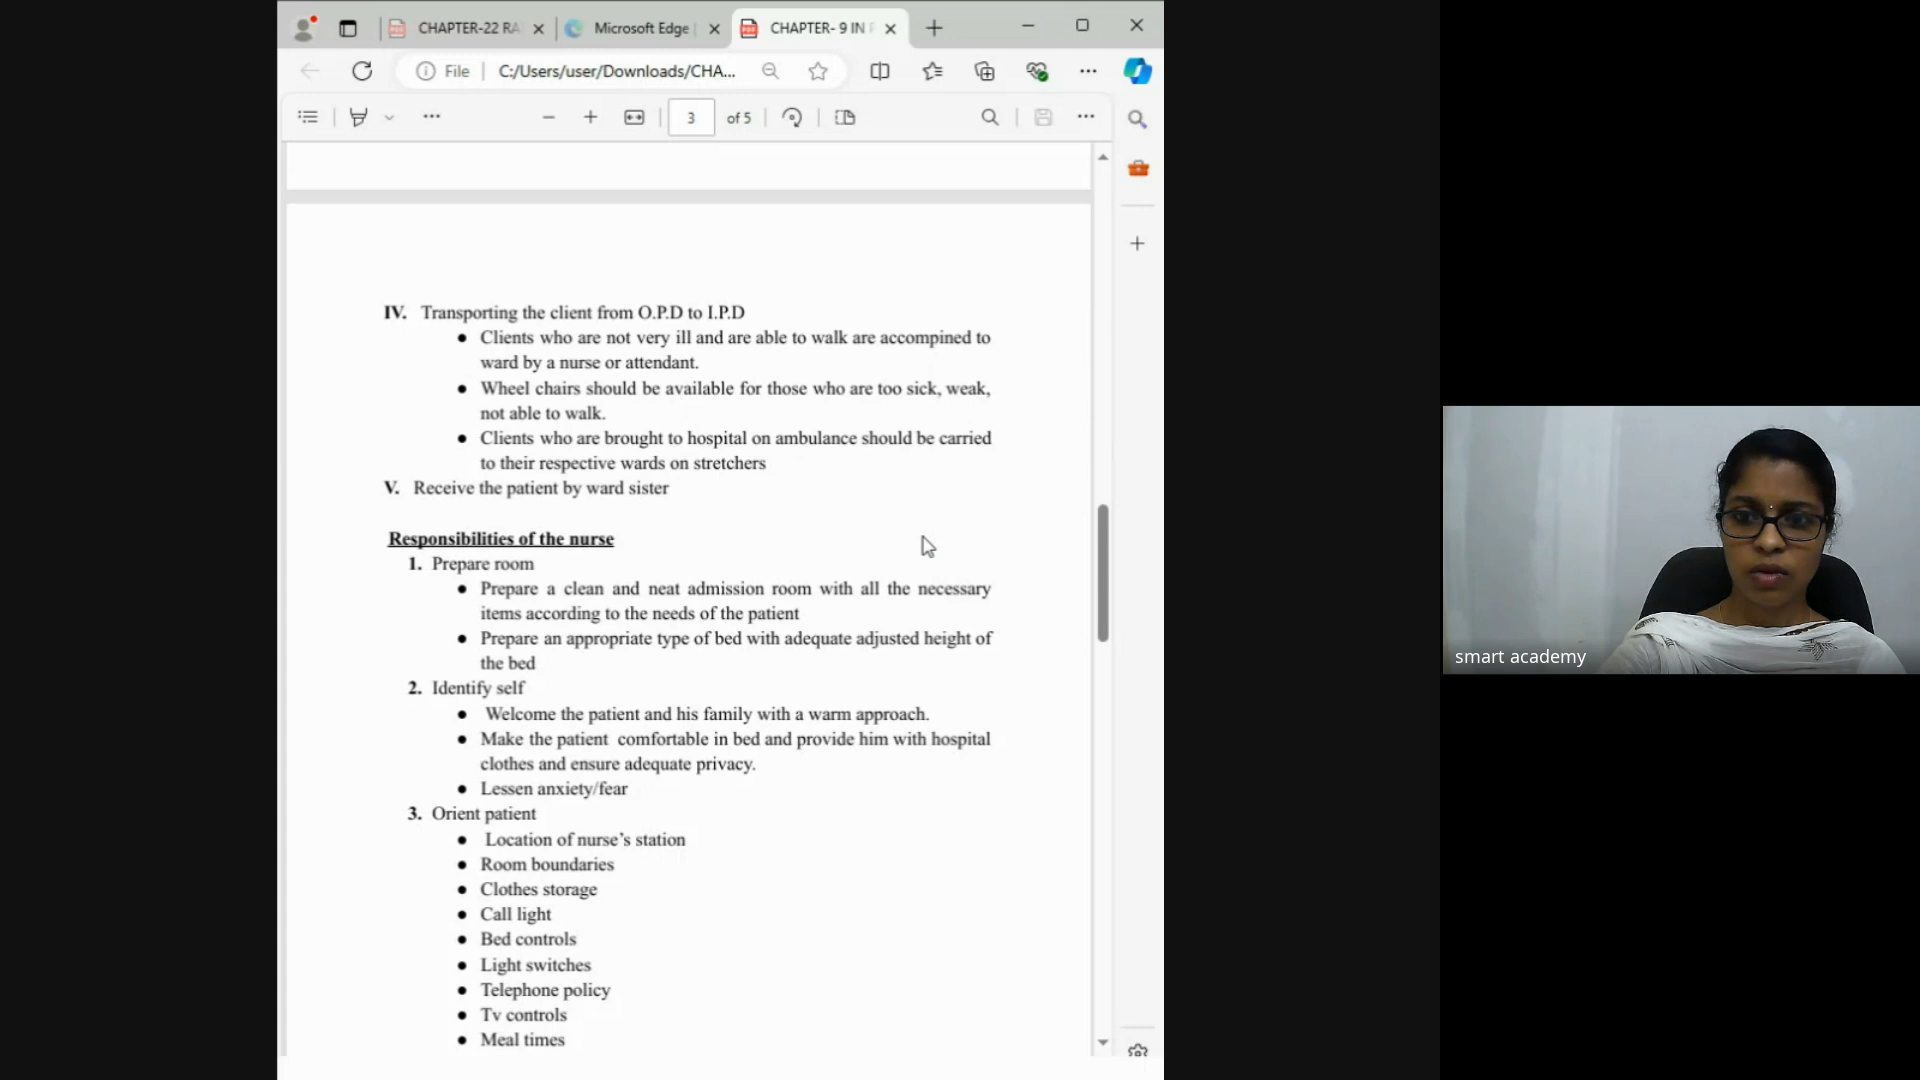 CHAPTER-22 RA
Microsoft Edge
CHAPTER- 9 IN P
File
C:/Users/user/Downloads/CHA...
3
of 5
IV. Transporting the client from O.P.D to I.P.D
● Clients who are not very ill and are able to walk are accompined to
ward by a nurse or attendant.
● Wheel chairs should be available for those who are too sick, weak,
not able to walk.
● Clients who are brought to hospital on ambulance should be carried
to their respective wards on stretchers
V. Receive the patient by ward sister
Responsibilities of the nurse
1. Prepare room
● Prepare a clean and neat admission room with all the necessary
items according to the needs of the patient
● Prepare an appropriate type of bed with adequate adjusted height of
the bed
2. Identify self
● Welcome the patient and his family with a warm approach.
● Make the patient comfortable in bed and provide him with hospital
clothes and ensure adequate privacy.
● Lessen anxiety/fear
3. Orient patient
● Location of nurse’s station
● Room boundaries
● Clothes storage
● Call light
● Bed controls
● Light switches
● Telephone policy
● Tv controls
● Meal times
smart academy